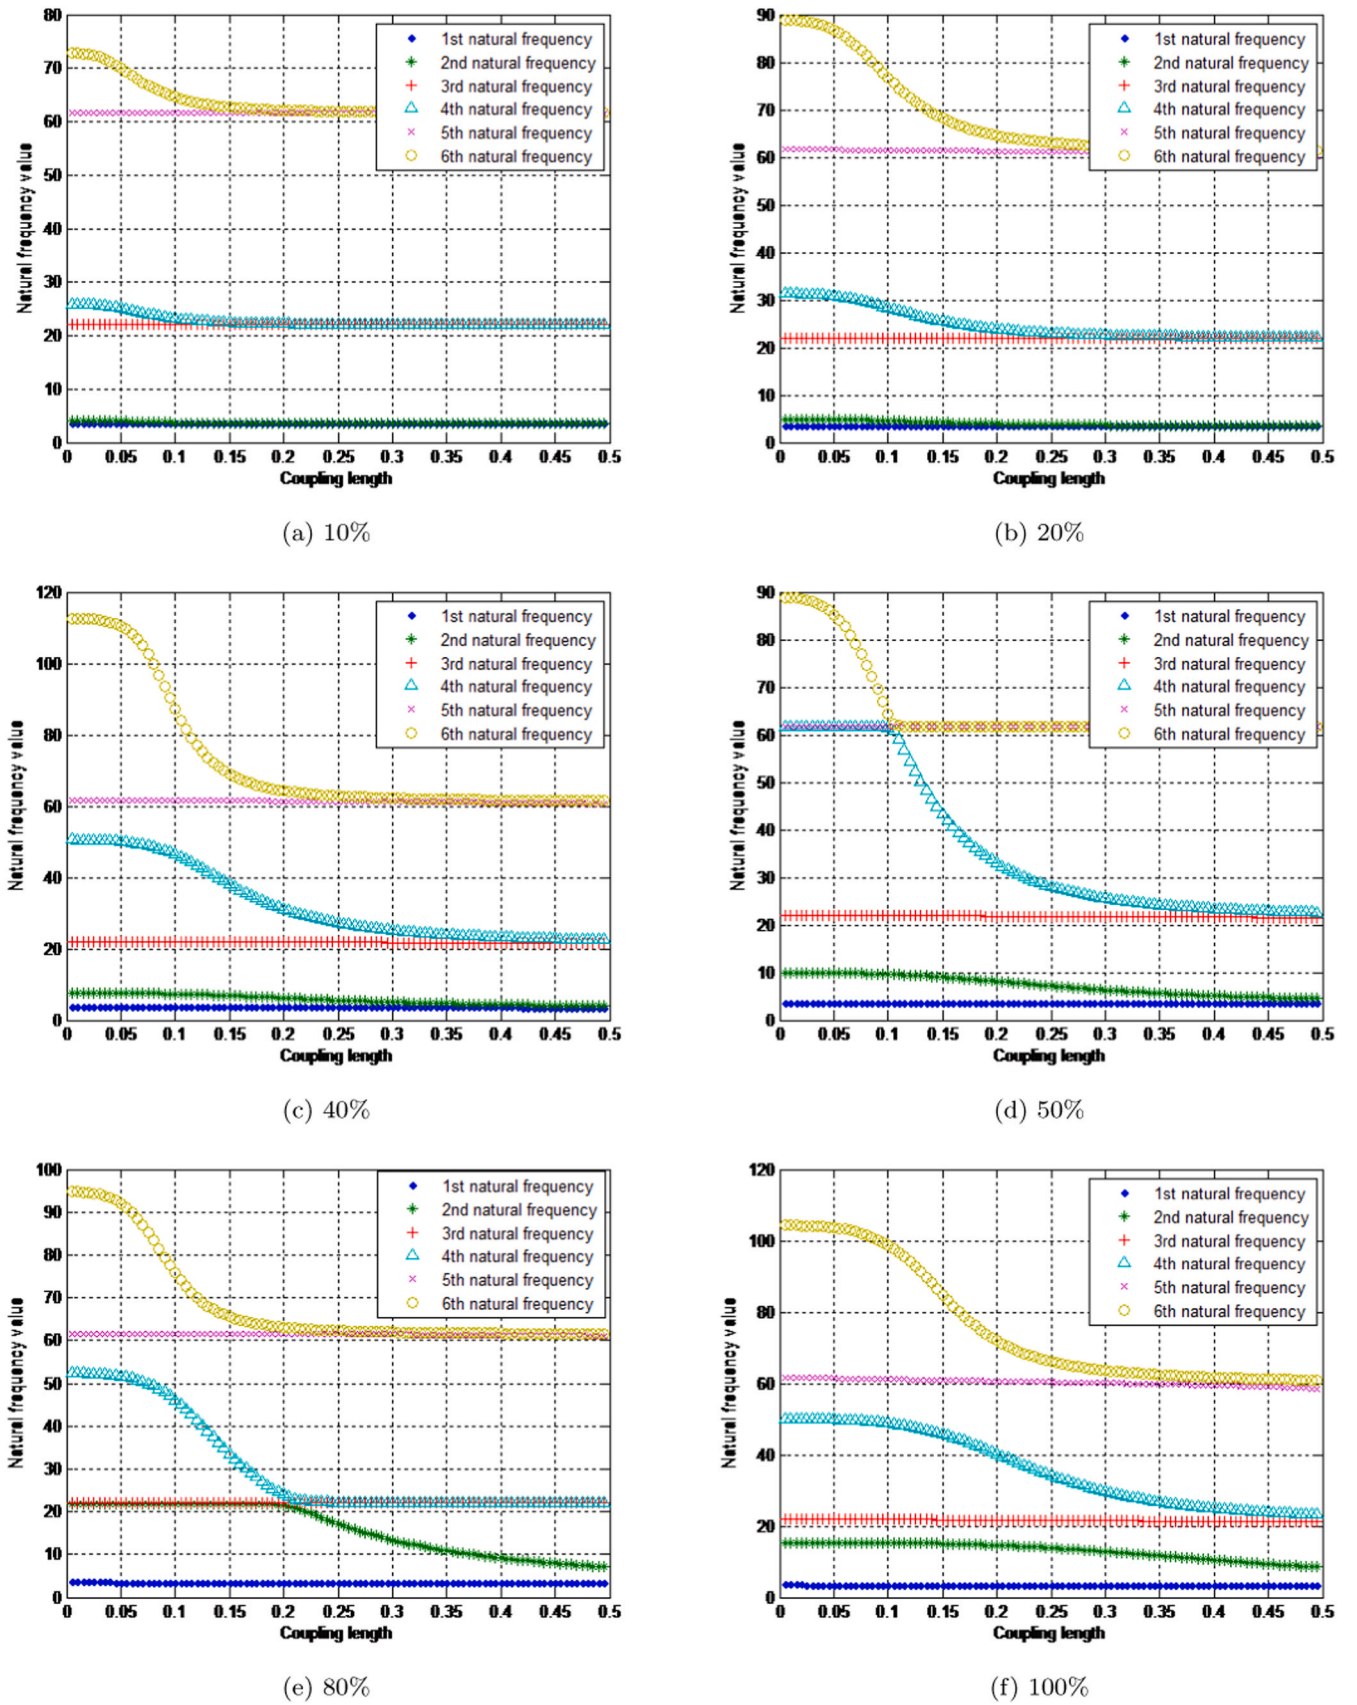 80
70
60
50
40
30
20
10
0
Natural frequency value
1st natural frequency
2nd natural frequency
3rd natural frequency
4th natural frequency
5th natural frequency
6th natural frequency
0 0.05 0.1 0.15 0.2 0.25 0.3 0.35 0.4 0.45 0.5
Coupling length
(a) 10%
90
80
70
60
50
40
30
20
10
0
Natural frequency value
1st natural frequency
2nd natural frequency
3rd natural frequency
4th natural frequency
5th natural frequency
6th natural frequency
0 0.05 0.1 0.15 0.2 0.25 0.3 0.35 0.4 0.45 0.5
Coupling length
(b) 20%
120
100
80
60
40
20
0
Natural frequency value
1st natural frequency
2nd natural frequency
3rd natural frequency
4th natural frequency
5th natural frequency
6th natural frequency
0 0.05 0.1 0.15 0.2 0.25 0.3 0.35 0.4 0.45 0.5
Coupling length
(c) 40%
90
80
70
60
50
40
30
20
10
0
Natural frequency value
1st natural frequency
2nd natural frequency
3rd natural frequency
4th natural frequency
5th natural frequency
6th natural frequency
0 0.05 0.1 0.15 0.2 0.25 0.3 0.35 0.4 0.45 0.5
Coupling length
(d) 50%
100
90
80
70
60
50
40
30
20
10
0
Natural frequency value
1st natural frequency
2nd natural frequency
3rd natural frequency
4th natural frequency
5th natural frequency
6th natural frequency
0 0.05 0.1 0.15 0.2 0.25 0.3 0.35 0.4 0.45 0.5
Coupling length
(e) 80%
120
100
80
60
40
20
0
Natural frequency value
1st natural frequency
2nd natural frequency
3rd natural frequency
4th natural frequency
5th natural frequency
6th natural frequency
0 0.05 0.1 0.15 0.2 0.25 0.3 0.35 0.4 0.45 0.5
Coupling length
(f) 100%